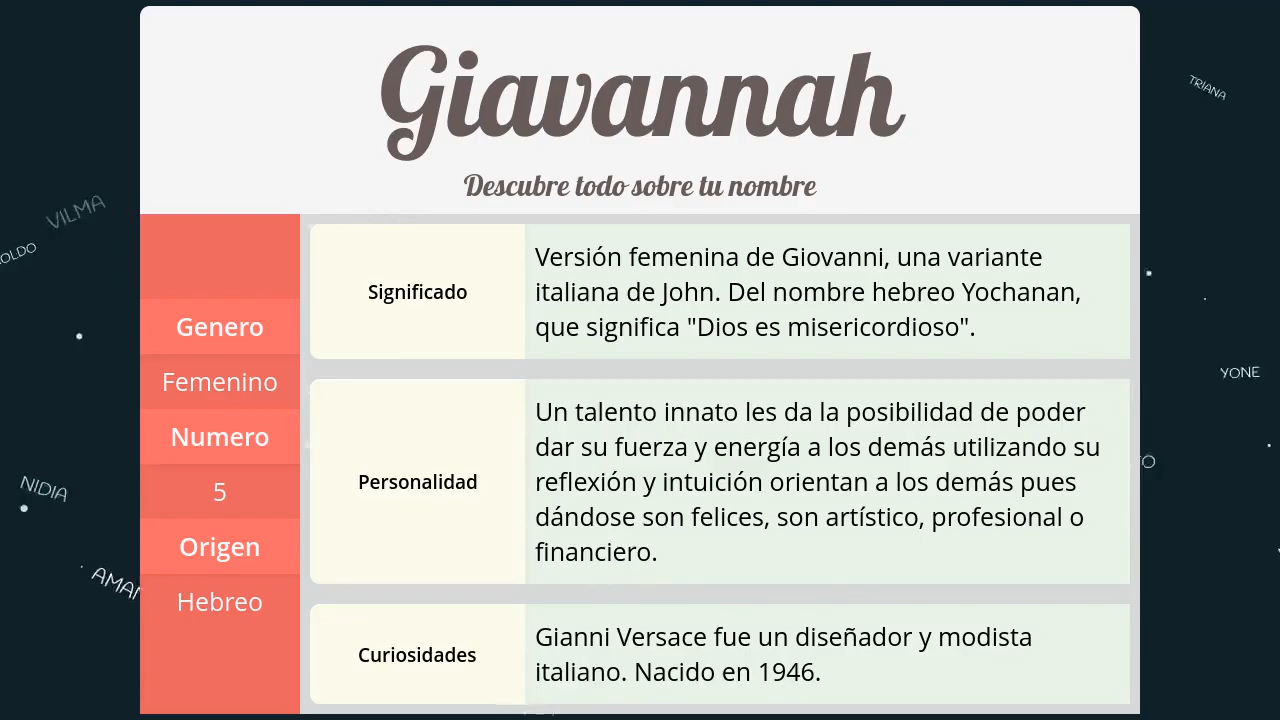 Giavannah
Descubre todo sobre tu nombre
TRIANA
VILMA
OLDO
YONE
NIDIA
AMAN
Genero
Femenino
Numero
5
Origen
Hebreo
Significado
Versión femenina de Giovanni, una variante
italiana de John. Del nombre hebreo Yochanan,
que significa "Dios es misericordioso".
Personalidad
Un talento innato les da la posibilidad de poder
dar su fuerza y energía a los demás utilizando su
reflexión y intuición orientan a los demás pues
dándose son felices, son artístico, profesional o
financiero.
Curiosidades
Gianni Versace fue un diseñador y modista
italiano. Nacido en 1946.